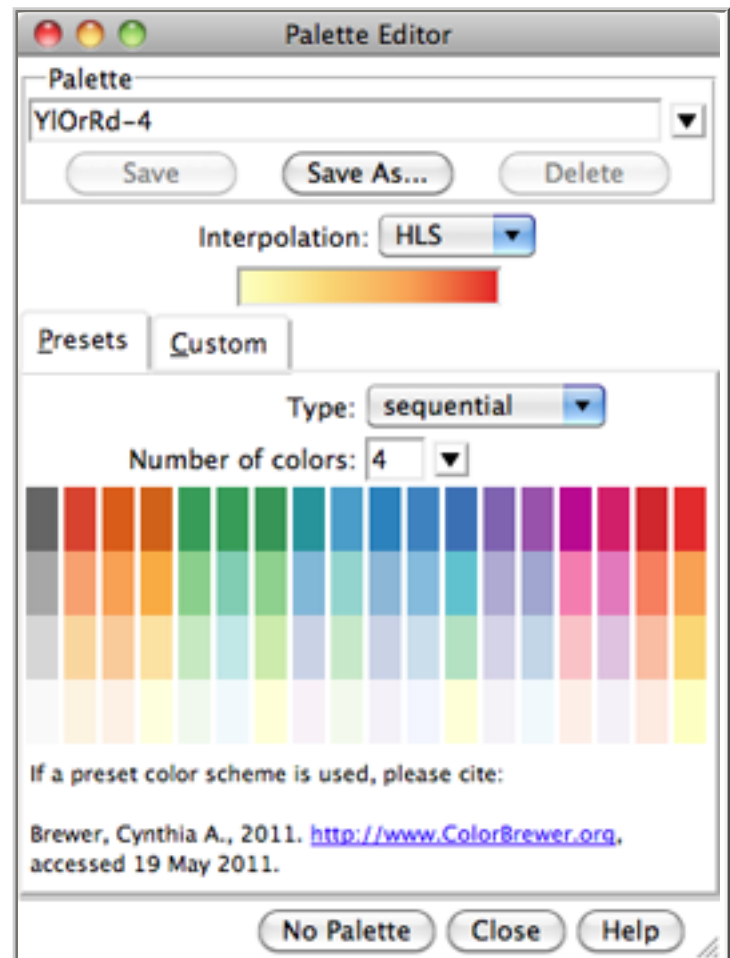 Palette Editor
Palette
YlOrRd-4
Save Save As... Delete
Interpolation: HLS
Presets Custom
Type: sequential
Number of colors: 4
If a preset color scheme is used, please cite:
Brewer, Cynthia A., 2011. http://www.ColorBrewer.org,
accessed 19 May 2011.
No Palette Close Help